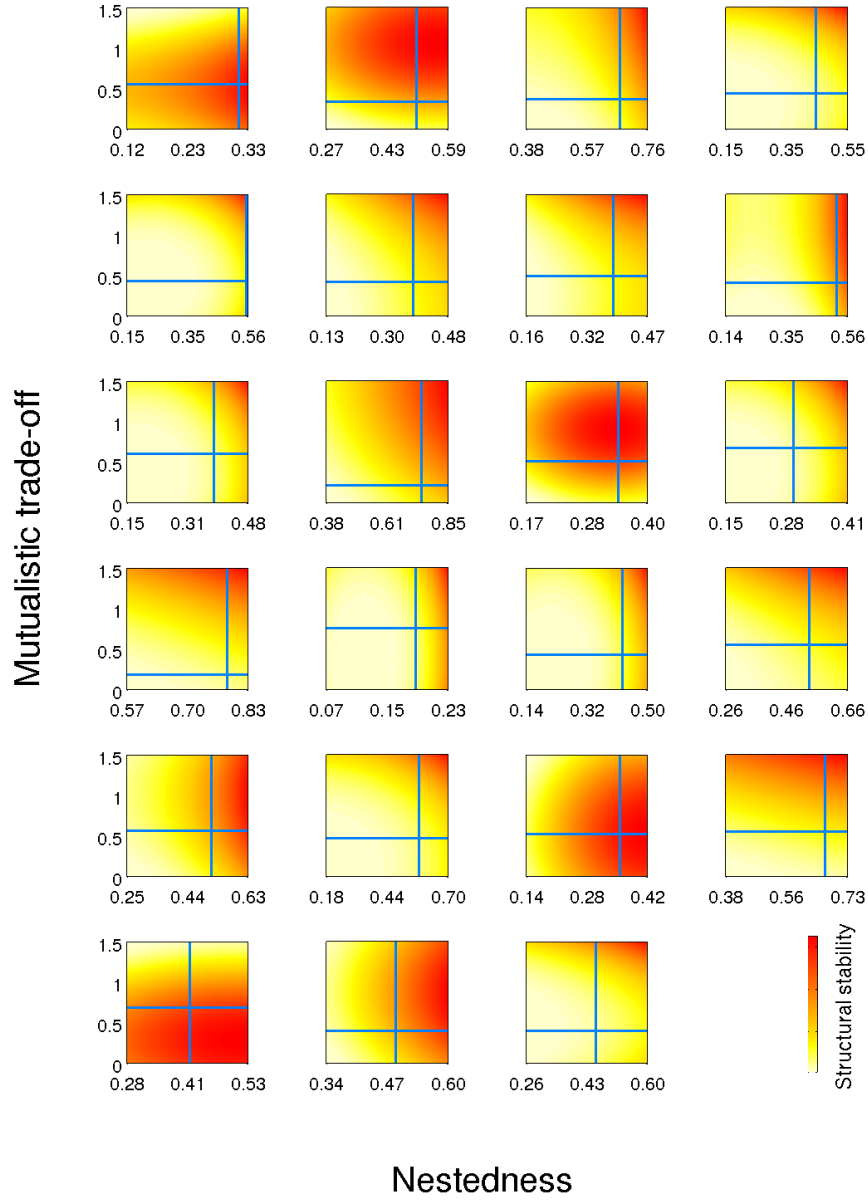 1.5
1
0.5
0
0.12 0.23 0.33
0.27 0.43 0.59
0.38 0.57 0.76
0.15 0.35 0.55
1.5
1
0.5
0
0.15 0.35 0.56
0.13 0.30 0.48
0.16 0.32 0.47
0.14 0.35 0.56
Mutualistic trade-off
1.5
1
0.5
0
0.15 0.31 0.48
0.38 0.61 0.85
0.17 0.28 0.40
0.15 0.28 0.41
1.5
1
0.5
0
0.57 0.70 0.83
0.07 0.15 0.23
0.14 0.32 0.50
0.26 0.46 0.66
1.5
1
0.5
0
0.25 0.44 0.63
0.18 0.44 0.70
0.14 0.28 0.42
0.38 0.56 0.73
1.5
1
0.5
0
0.28 0.41 0.53
0.34 0.47 0.60
0.26 0.43 0.60
Structural stability
Nestedness